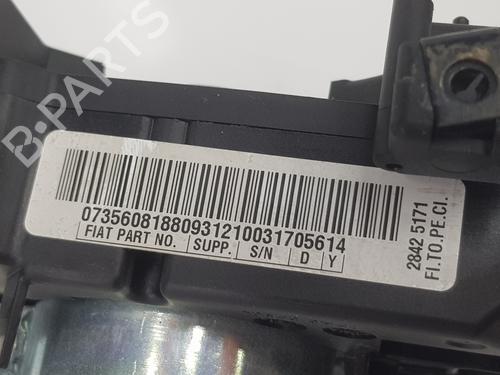 B-PARTS
07356081880931210031705614
FIAT PART NO. SUPP. S/N D Y
2842 5171
FI.TO.PE.CI.